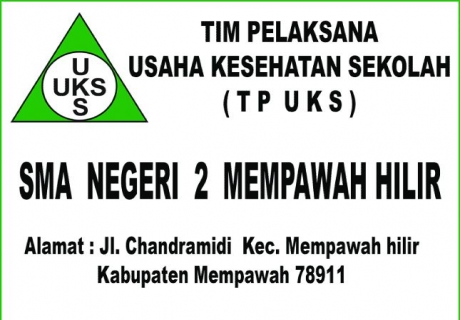 U
UKS
S
TIM PELAKSANA
USAHA KESEHATAN SEKOLAH
( T P U K S )
SMA NEGERI 2 MEMPAWAH HILIR
Alamat : Jl. Chandramidi Kec. Mempawah hilir
Kabupaten Mempawah 78911